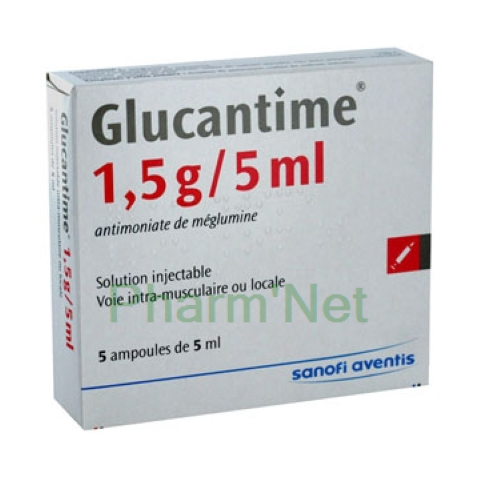 Glucantime®
1,5 g / 5 ml
antimoniate de méglumine
Solution injectable
Voie intra-musculaire ou locale
Pharm'Net
5 ampoules de 5 ml
sanofi aventis
Glucantime®
1,5 g/5 ml